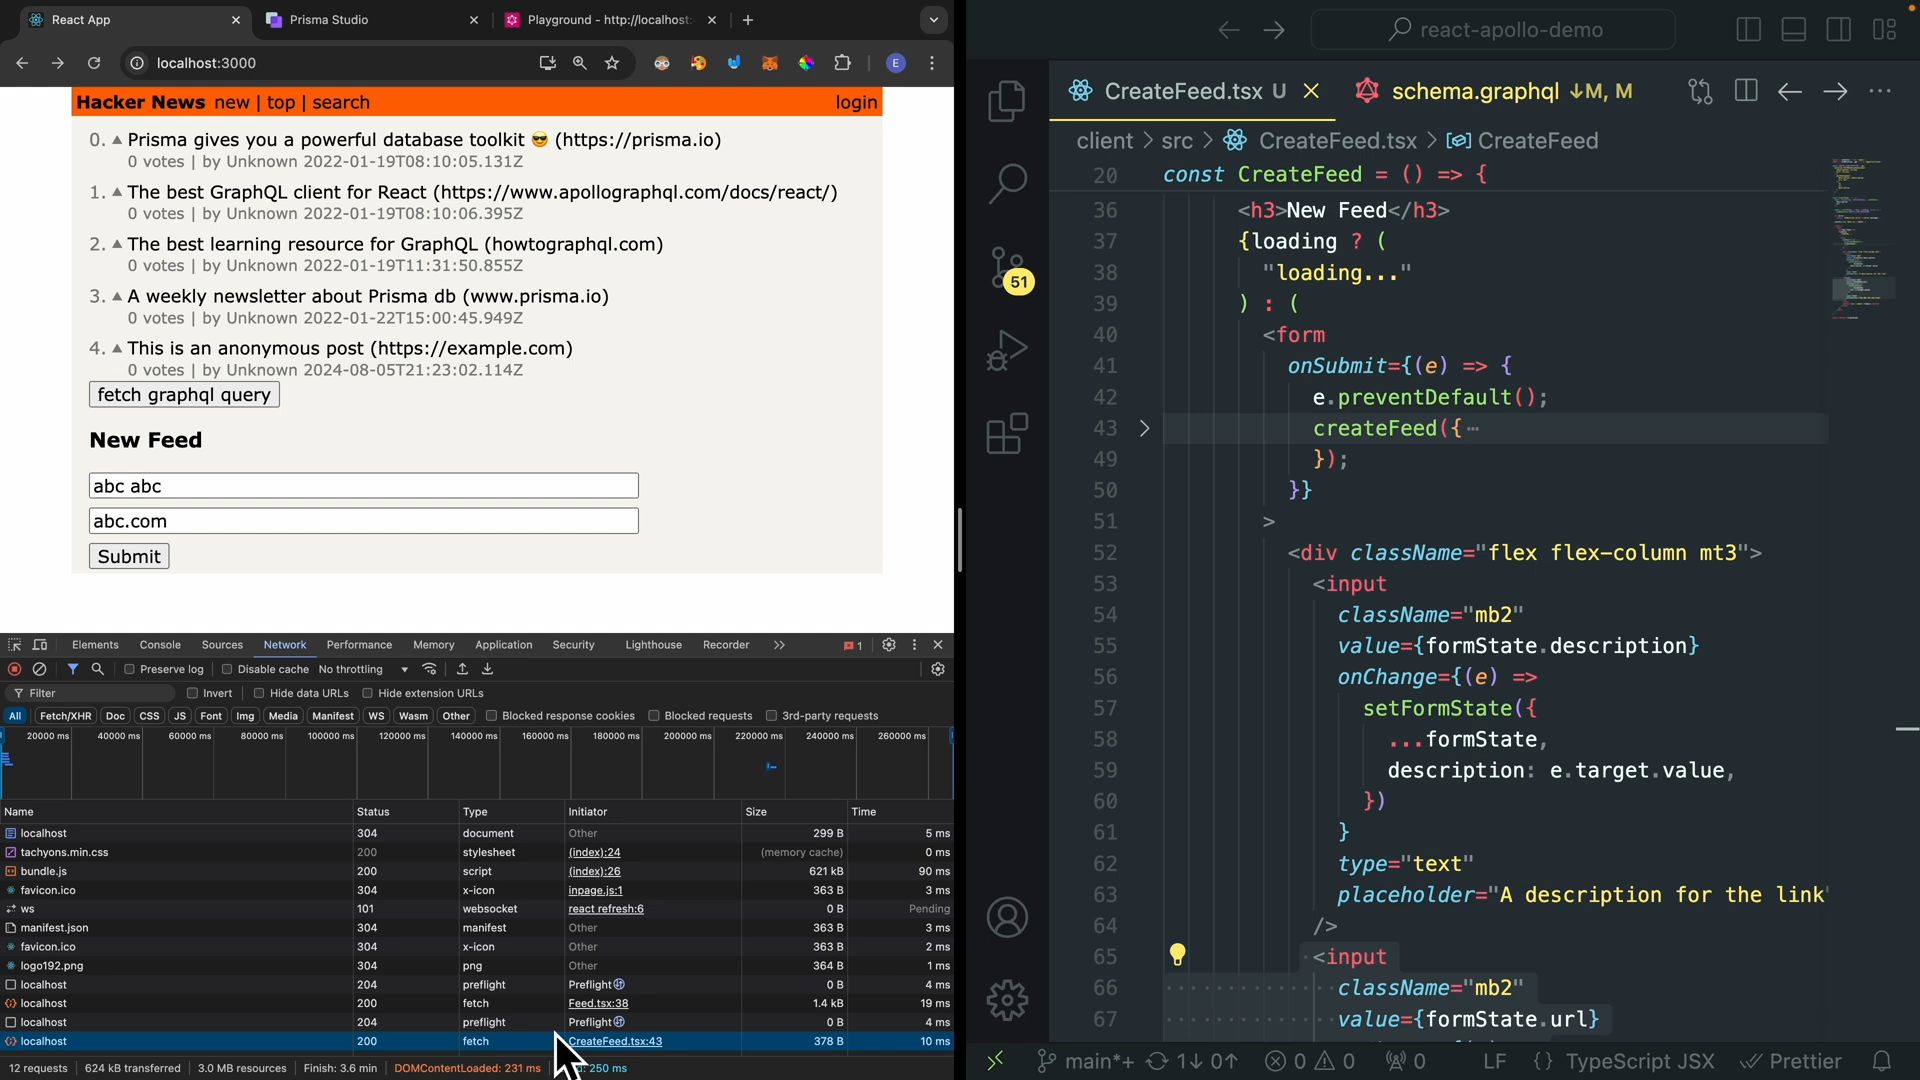 React App
Prisma Studio
Playground - http://localhost:
localhost:3000
E
Hacker News new | top | search
login
0. ▲ Prisma gives you a powerful database toolkit 😎 (https://prisma.io)
0 votes | by Unknown 2022-01-19T08:10:05.131Z
1. ▲ The best GraphQL client for React (https://www.apollographql.com/docs/react/)
0 votes | by Unknown 2022-01-19T08:10:06.395Z
2. ▲ The best learning resource for GraphQL (howtographql.com)
0 votes | by Unknown 2022-01-19T11:31:50.855Z
3. ▲ A weekly newsletter about Prisma db (www.prisma.io)
0 votes | by Unknown 2022-01-22T15:00:45.949Z
4. ▲ This is an anonymous post (https://example.com)
0 votes | by Unknown 2024-08-05T21:23:02.114Z
fetch graphql query
New Feed
abc abc
abc.com
Submit
Elements Console Sources Network Performance Memory Application Security Lighthouse Recorder 1
Preserve log Disable cache No throttling
Filter Invert Hide data URLs Hide extension URLs
All Fetch/XHR Doc CSS JS Font Img Media Manifest WS Wasm Other Blocked response cookies Blocked requests 3rd-party requests
20000 ms 40000 ms 60000 ms 80000 ms 100000 ms 120000 ms 140000 ms 160000 ms 180000 ms 200000 ms 220000 ms 240000 ms 260000 ms
Name Status Type Initiator Size Time
localhost 304 document Other 299 B 5 ms
tachyons.min.css 200 stylesheet (index):24 (memory cache) 0 ms
bundle.js 200 script (index):26 621 kB 90 ms
favicon.ico 304 x-icon inpage.js:1 363 B 3 ms
ws 101 websocket react refresh:6 0 B Pending
manifest.json 304 manifest Other 363 B 3 ms
favicon.ico 304 x-icon Other 363 B 2 ms
logo192.png 304 png Other 364 B 1 ms
localhost 204 preflight Preflight 0 B 4 ms
localhost 200 fetch Feed.tsx:38 1.4 kB 19 ms
localhost 204 preflight Preflight 0 B 4 ms
localhost 200 fetch CreateFeed.tsx:43 378 B 10 ms
12 requests 624 kB transferred 3.0 MB resources Finish: 3.6 min DOMContentLoaded: 231 ms 250 ms
react-apollo-demo
CreateFeed.tsx U
schema.graphql ↓M, M
client > src > CreateFeed.tsx > CreateFeed
51
20 const CreateFeed = () => {
36 <h3>New Feed</h3>
37 {loading ? (
38 "loading..."
39 ) : (
40 <form
41 onSubmit={(e) => {
42 e.preventDefault();
43 createFeed({ ⋯
49 });
50 }}
51 >
52 <div className="flex flex-column mt3">
53 <input
54 className="mb2"
55 value={formState.description}
56 onChange={(e) =>
57 setFormState({
58 ...formState,
59 description: e.target.value,
60 })
61 }
62 type="text"
63 placeholder="A description for the link"
64 />
65 <input
66 className="mb2"
67 value={formState.url}
main*+ 1↓ 0↑ 0 0 0 LF {} TypeScript JSX Prettier